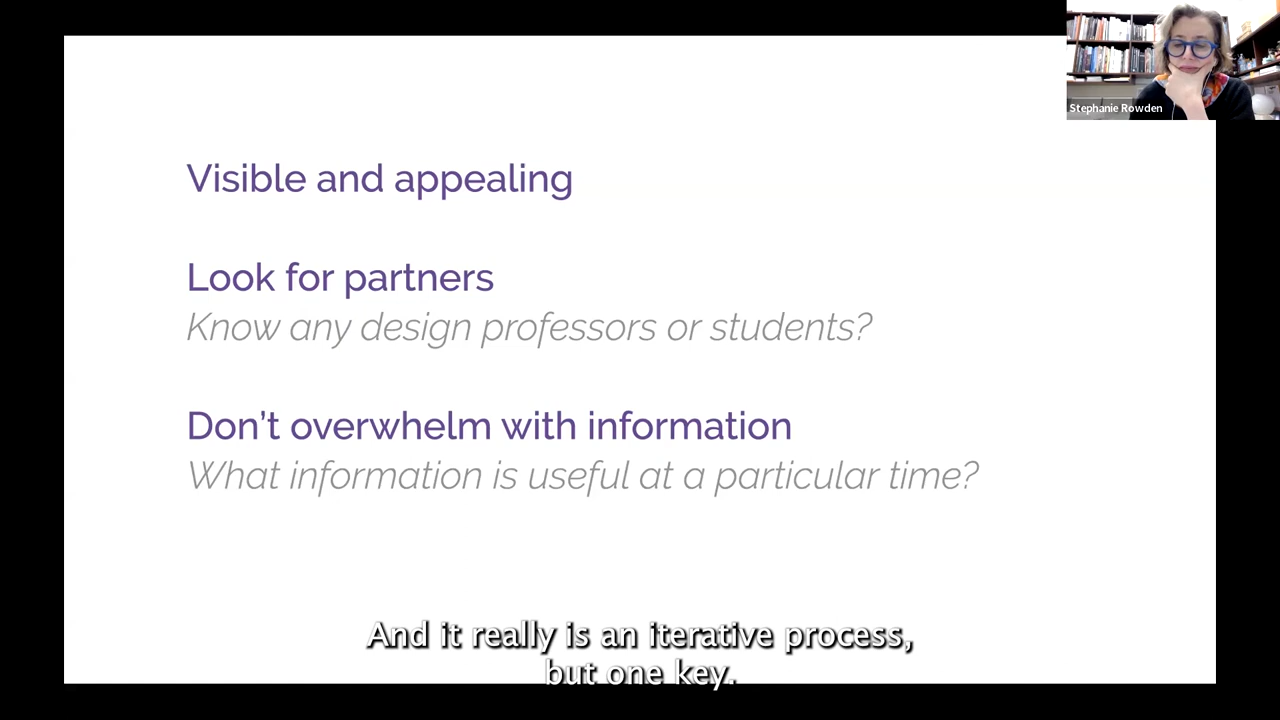 Stephanie Rowden
Visible and appealing
Look for partners
Know any design professors or students?
Don't overwhelm with information
What information is useful at a particular time?
And it really is an iterative process,
but one key.